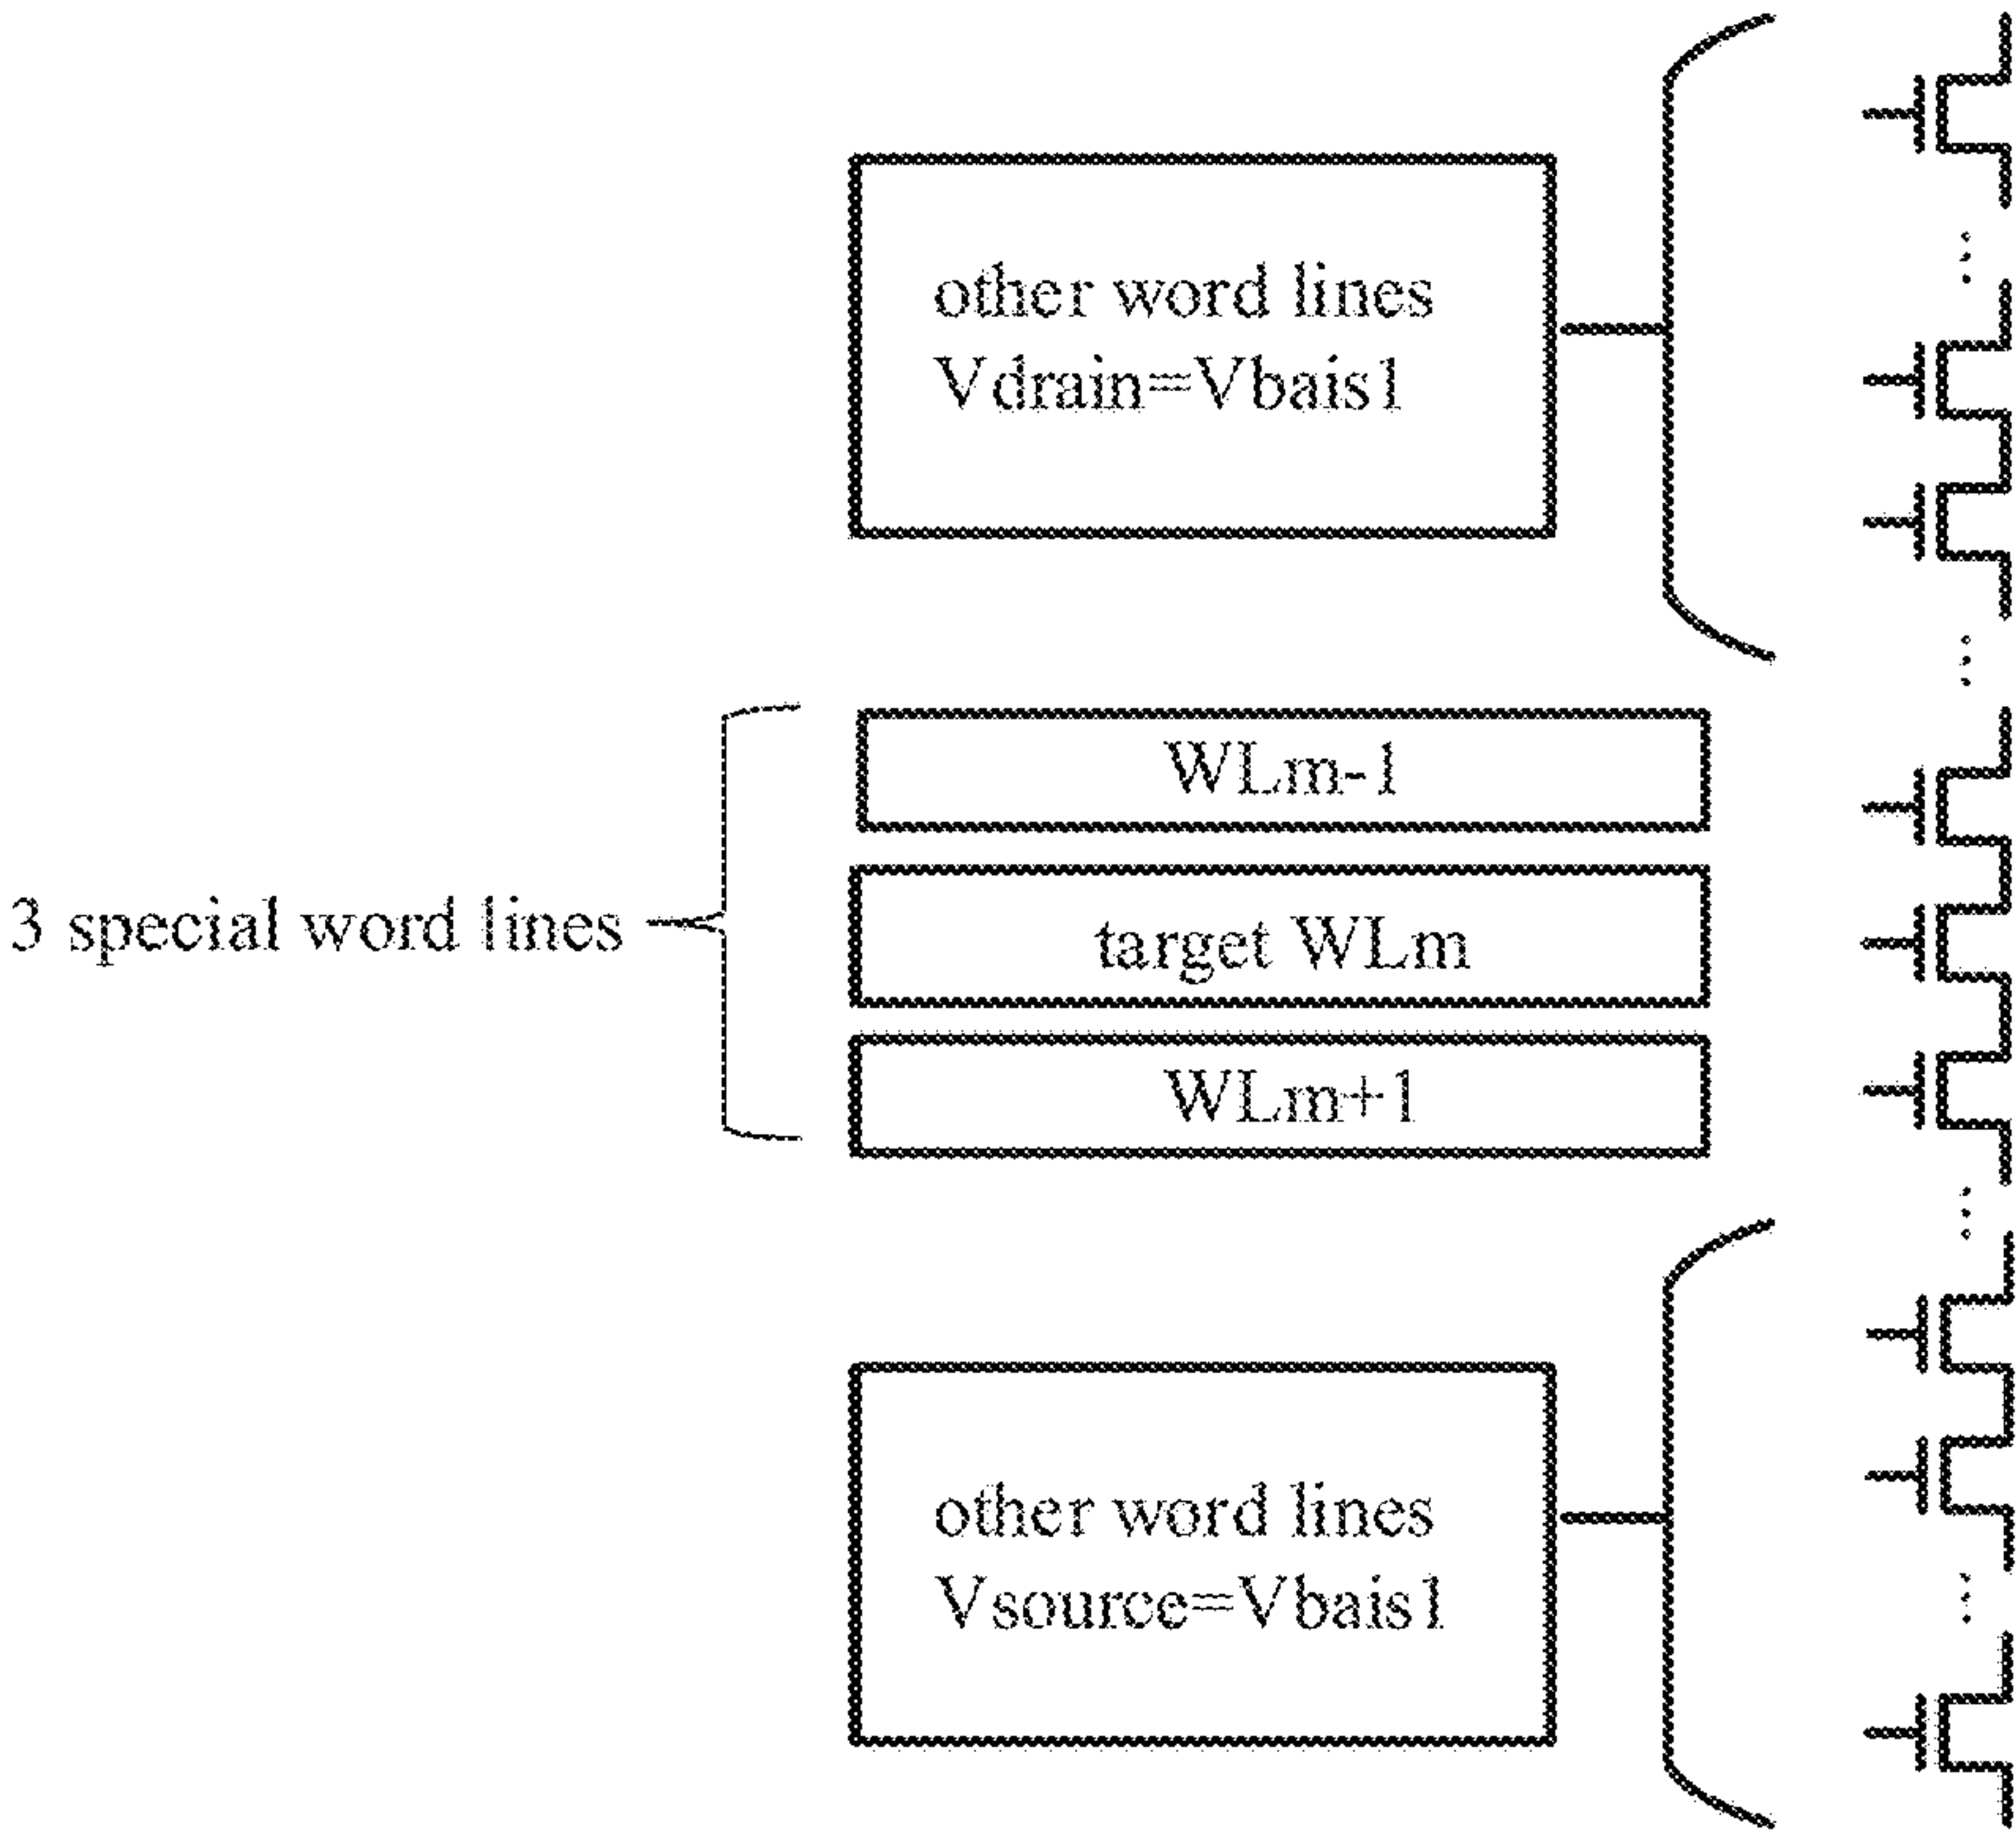 other word lines
Vdrain=Vbais1
WLm-1
3 special word lines
target WLm
WLm+1
other word lines
Vsource=Vbais1